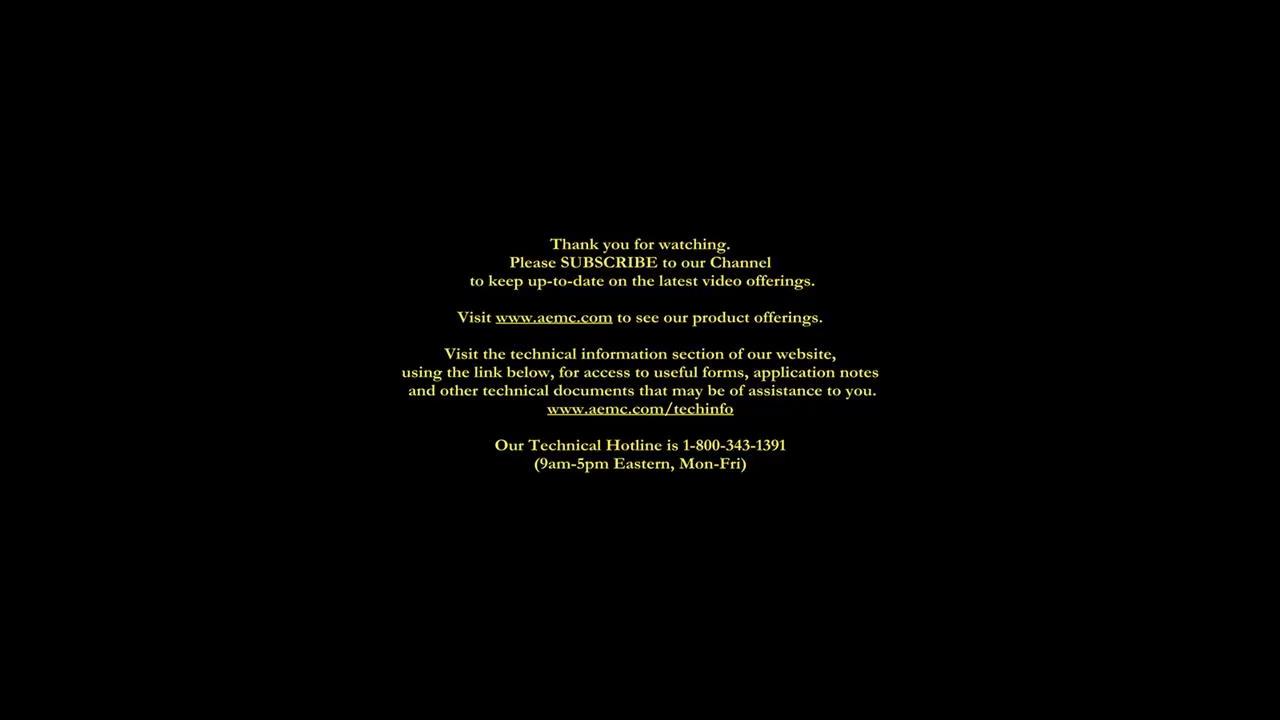 Thank you for watching.
Please SUBSCRIBE to our Channel
to keep up-to-date on the latest video offerings.
Visit www.aemc.com to see our product offerings.
Visit the technical information section of our website,
using the link below, for access to useful forms, application notes
and other technical documents that may be of assistance to you.
www.aemc.com/techinfo
Our Technical Hotline is 1-800-343-1391
(9am-5pm Eastern, Mon-Fri)